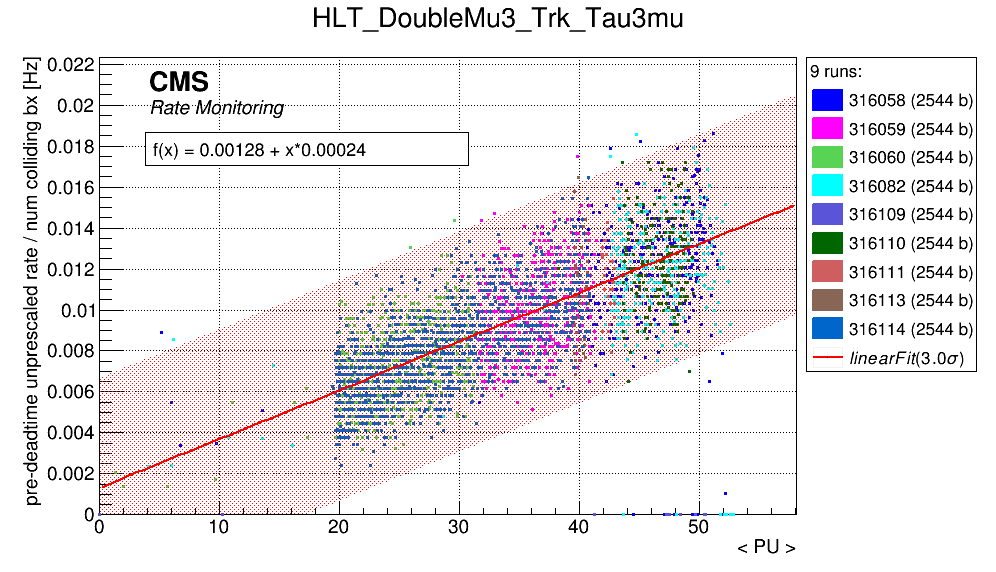 HLT_DoubleMu3_Trk_Tau3mu
pre-deadtime unprescaled rate / num colliding bx [Hz]
0.022
0.02
0.018
0.016
0.014
0.012
0.01
0.008
0.006
0.004
0.002
0
CMS
Rate Monitoring
f(x) = 0.00128 + x*0.00024
0 10 20 30 40 50
< PU >
9 runs:
316058 (2544 b)
316059 (2544 b)
316060 (2544 b)
316082 (2544 b)
316109 (2544 b)
316110 (2544 b)
316111 (2544 b)
316113 (2544 b)
316114 (2544 b)
linearFit(3.0σ)